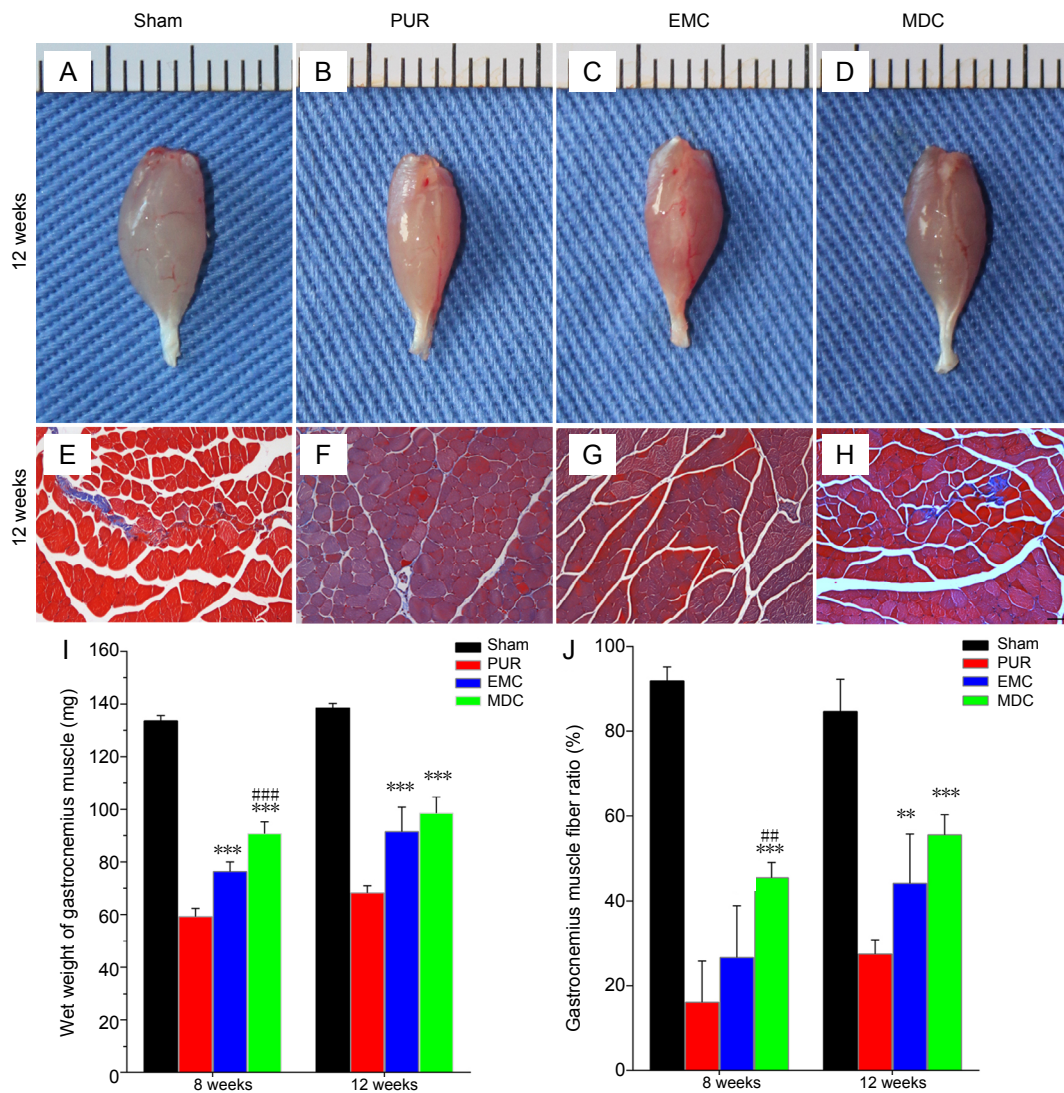 Sham PUR EMC MDC
12 weeks
A B C D
12 weeks
E F G H
I
Wet weight of gastrocnemius muscle (mg)
160
140
120
100
80
60
40
20
0
Sham
PUR
EMC
MDC
***
###
***
***
***
8 weeks 12 weeks
J
Gastrocnemius muscle fiber ratio (%)
100
80
60
40
20
0
Sham
PUR
EMC
MDC
##
***
**
***
8 weeks 12 weeks